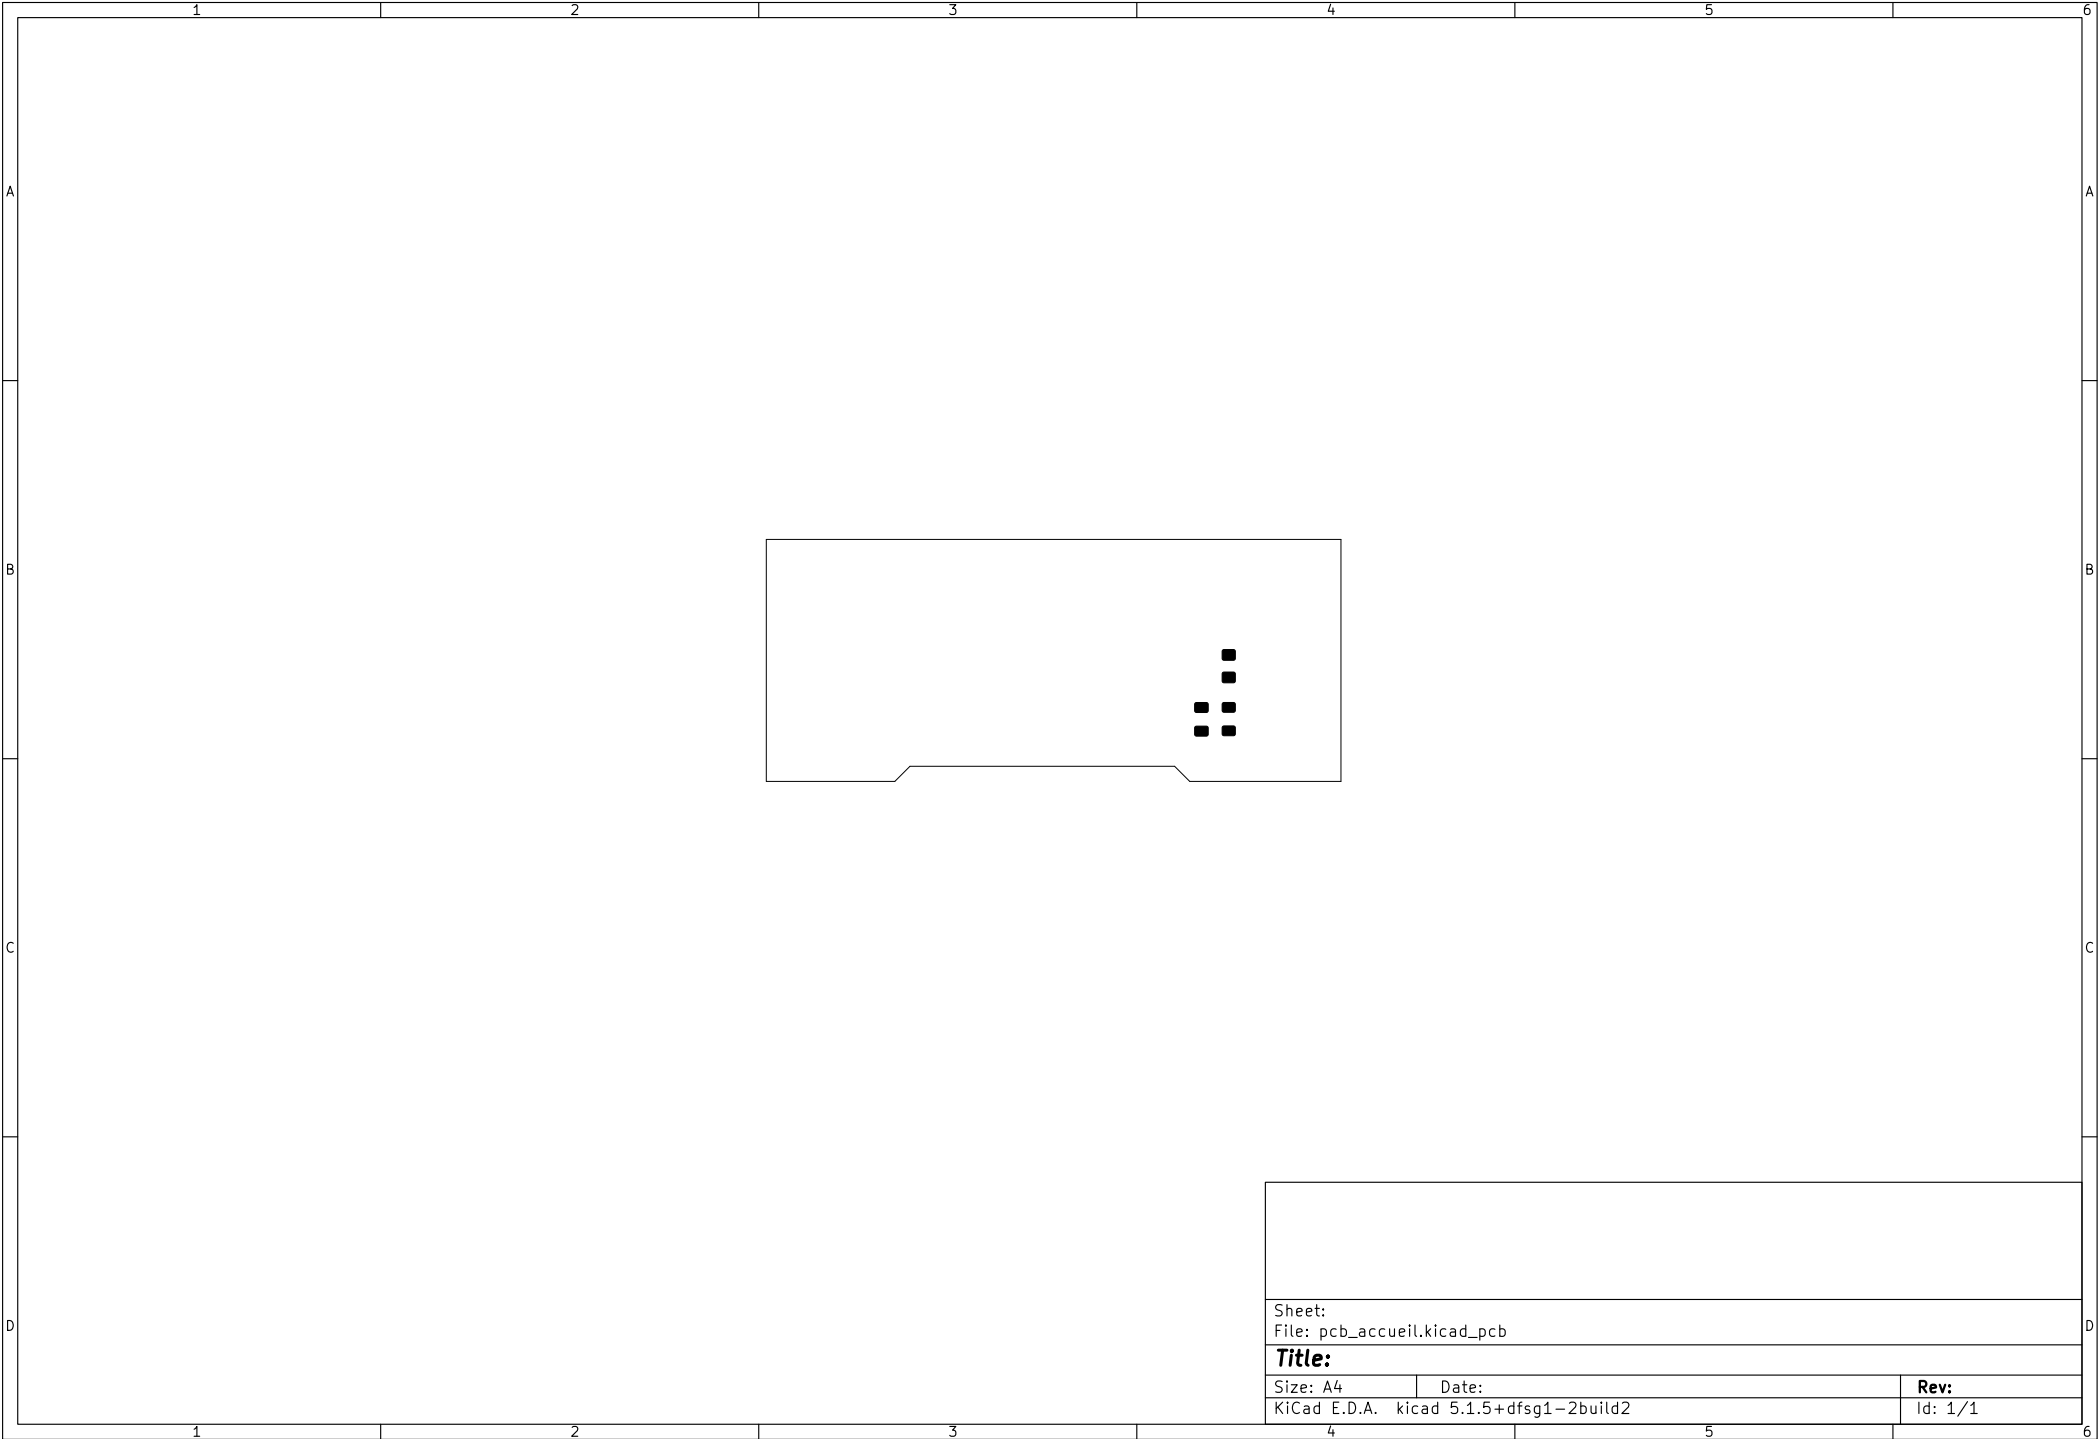 1 2 3 4 5 6
A A
B B
C C
Sheet:
D File: pcb_accueil.kicad_pcb D
Title:
Size: A4 Date: Rev:
KiCad E.D.A. kicad 5.1.5+dfsg1-2build2 Id: 1/1
1 2 3 4 5 6